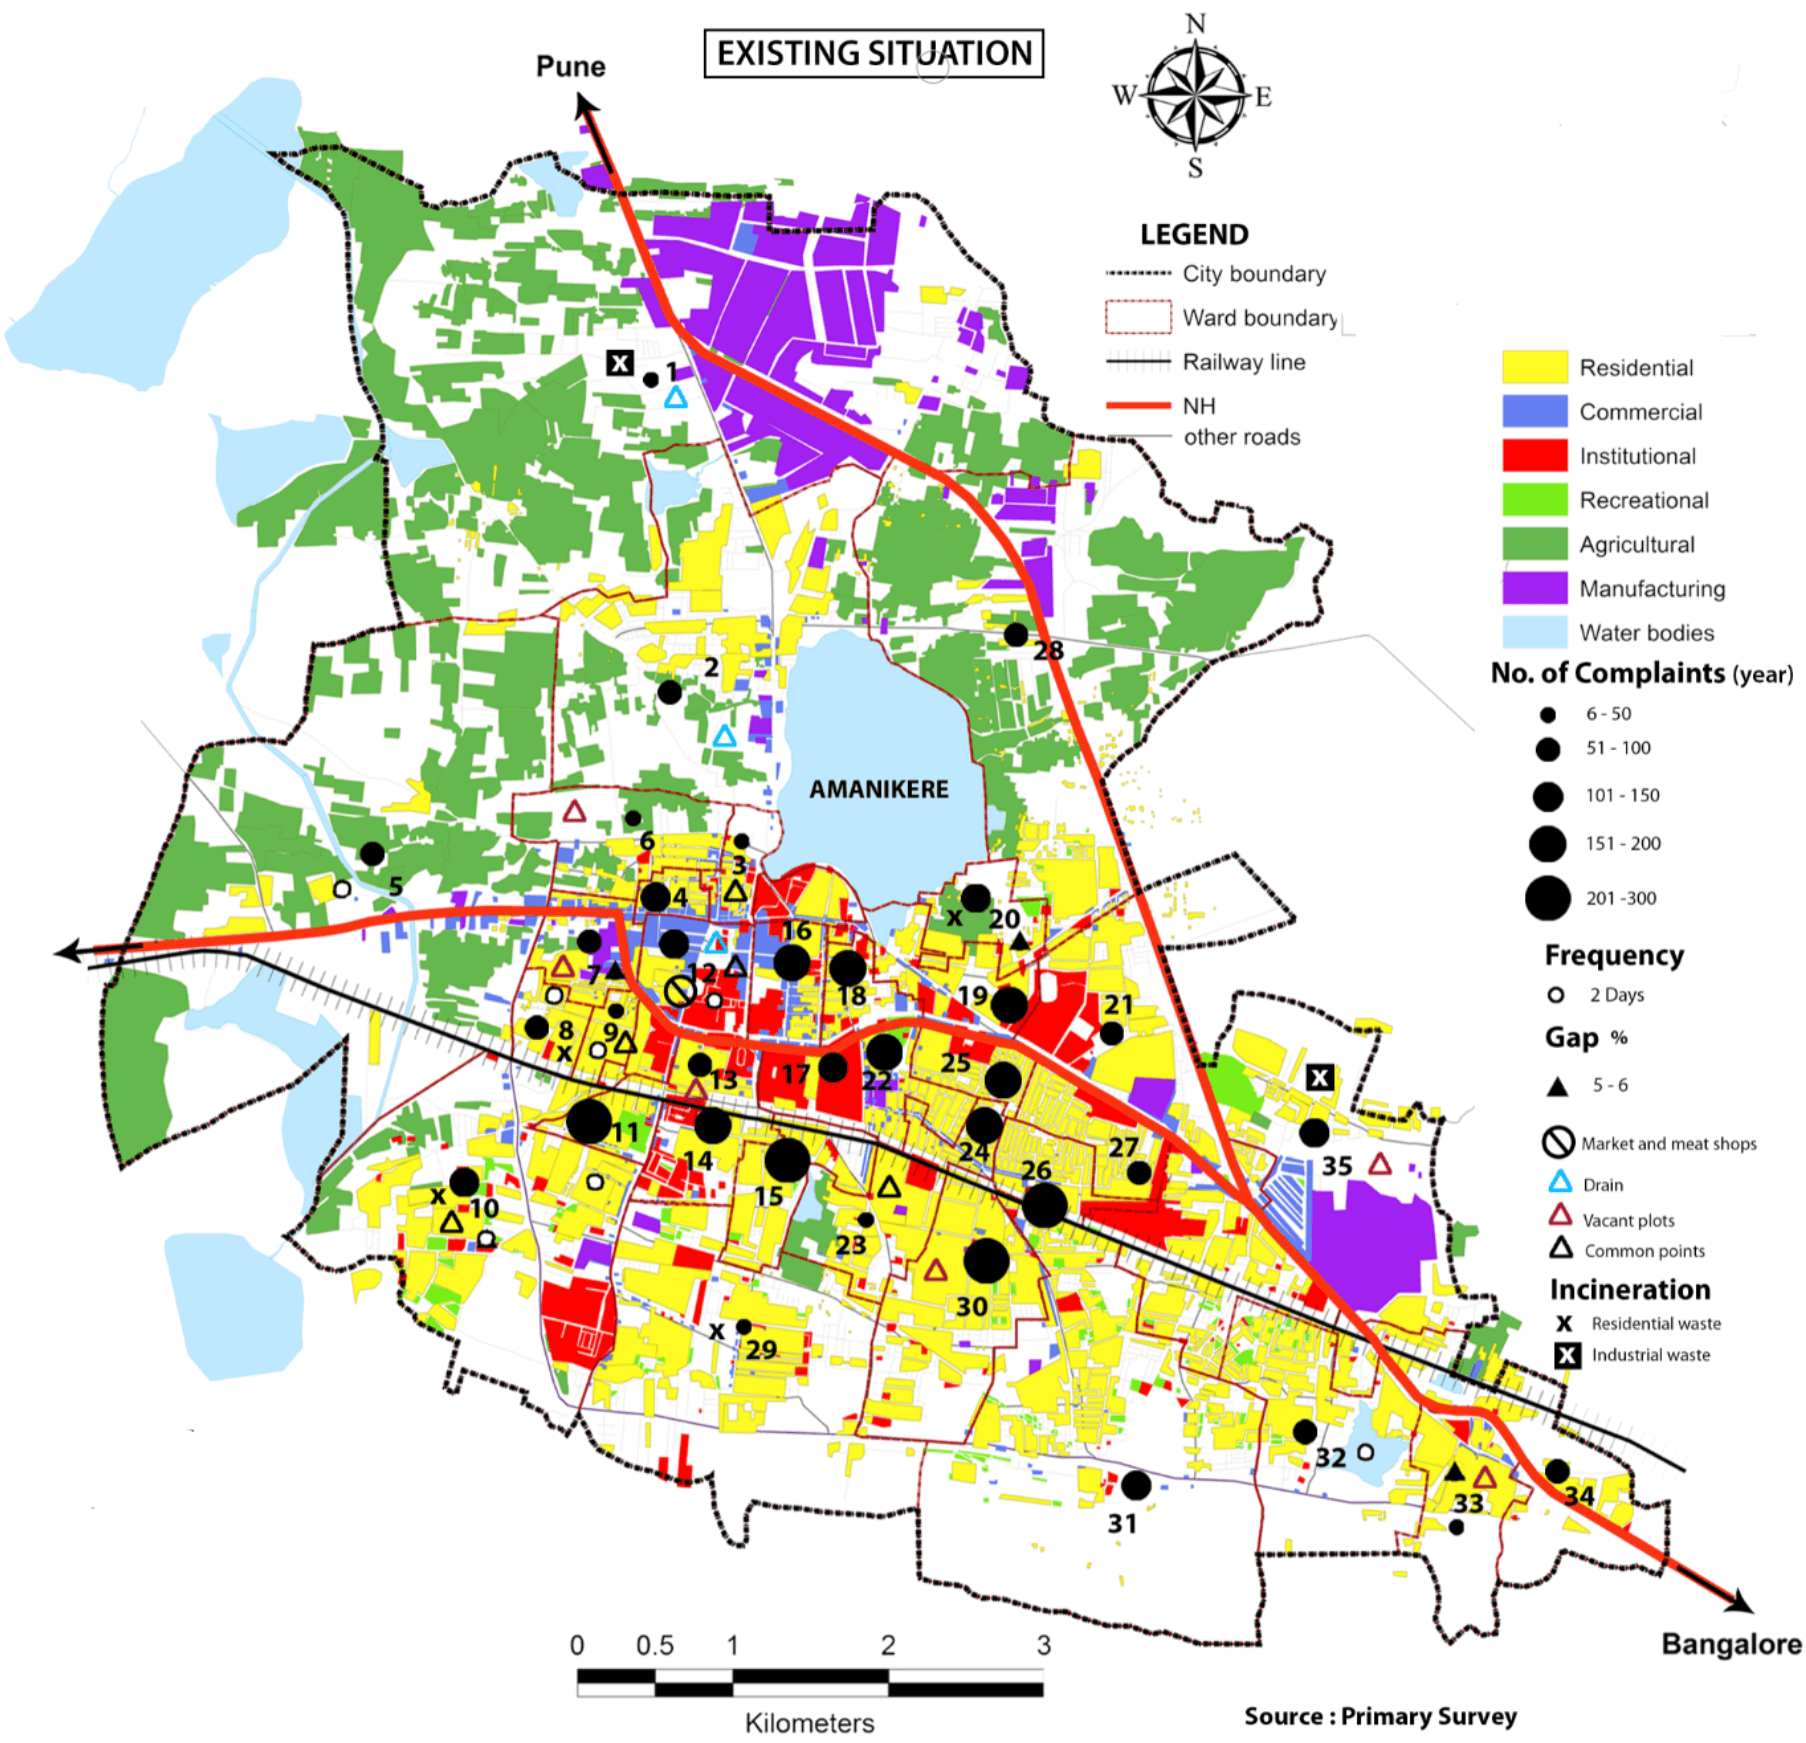 EXISTING SITUATION
Pune
N
W
E
S
LEGEND
City boundary
Ward boundary
Railway line
NH
other roads
Residential
Commercial
Institutional
Recreational
Agricultural
Manufacturing
Water bodies
No. of Complaints (year)
6 - 50
51 - 100
101 - 150
151 - 200
201 -300
Frequency
2 Days
Gap %
5 - 6
Market and meat shops
Drain
Vacant plots
Common points
Incineration
x Residential waste
X Industrial waste
X
1
2
28
AMANIKERE
6
3
5
4
x
20
16
7
12
18
19
21
8
9
x
13
17
22
25
X
11
14
24
27
35
15
26
x
10
23
30
x
29
32
33
34
31
0
0.5
1
2
3
Kilometers
Bangalore
Source : Primary Survey